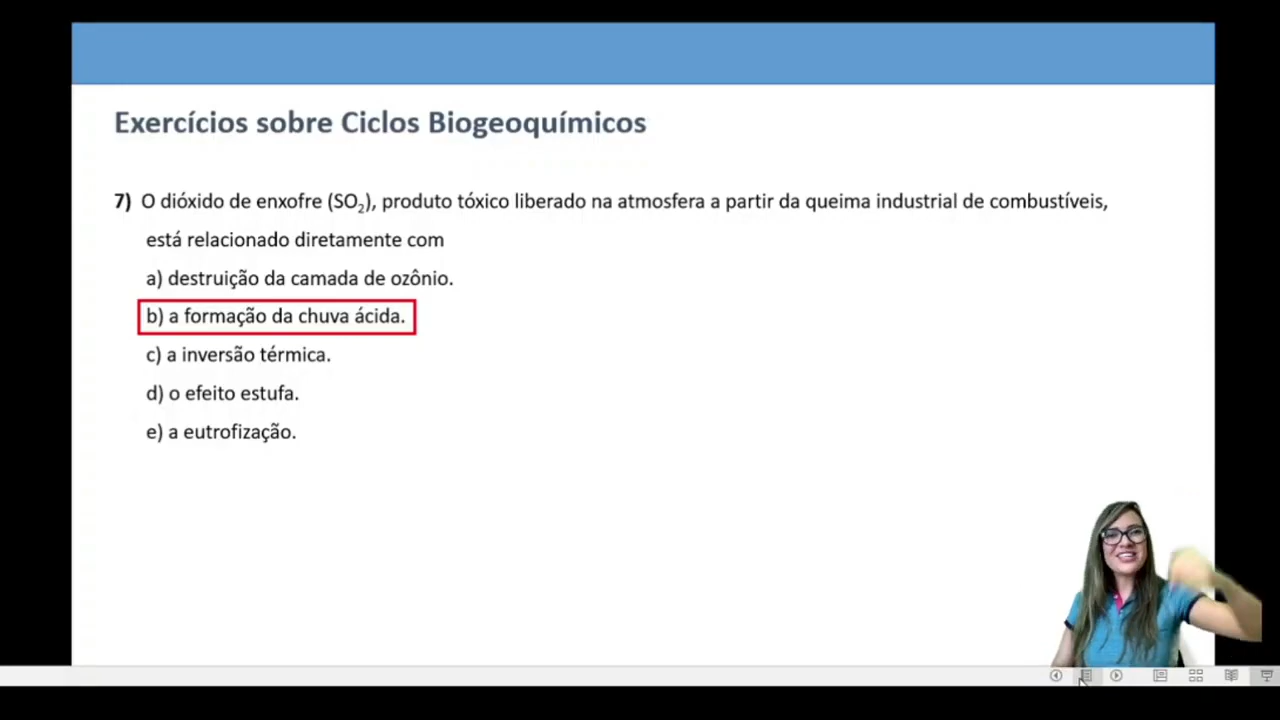 Exercícios sobre Ciclos Biogeoquímicos
7) O dióxido de enxofre (SO₂), produto tóxico liberado na atmosfera a partir da queima industrial de combustíveis,
está relacionado diretamente com
a) destruição da camada de ozônio.
b) a formação da chuva ácida.
c) a inversão térmica.
d) o efeito estufa.
e) a eutrofização.